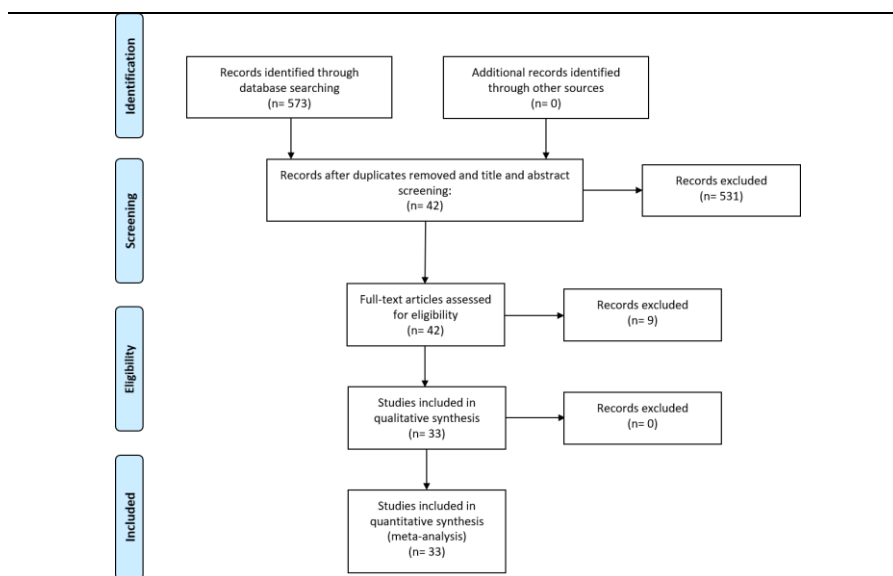 Identification
Records identified through
database searching
(n= 573)
Additional records identified
through other sources
(n= 0)
Screening
Records after duplicates removed and title and abstract
screening:
(n= 42)
Records excluded
(n= 531)
Eligibility
Full-text articles assessed
for eligibility
(n= 42)
Records excluded
(n= 9)
Studies included in
qualitative synthesis
(n= 33)
Records excluded
(n= 0)
Included
Studies included in
quantitative synthesis
(meta-analysis)
(n= 33)